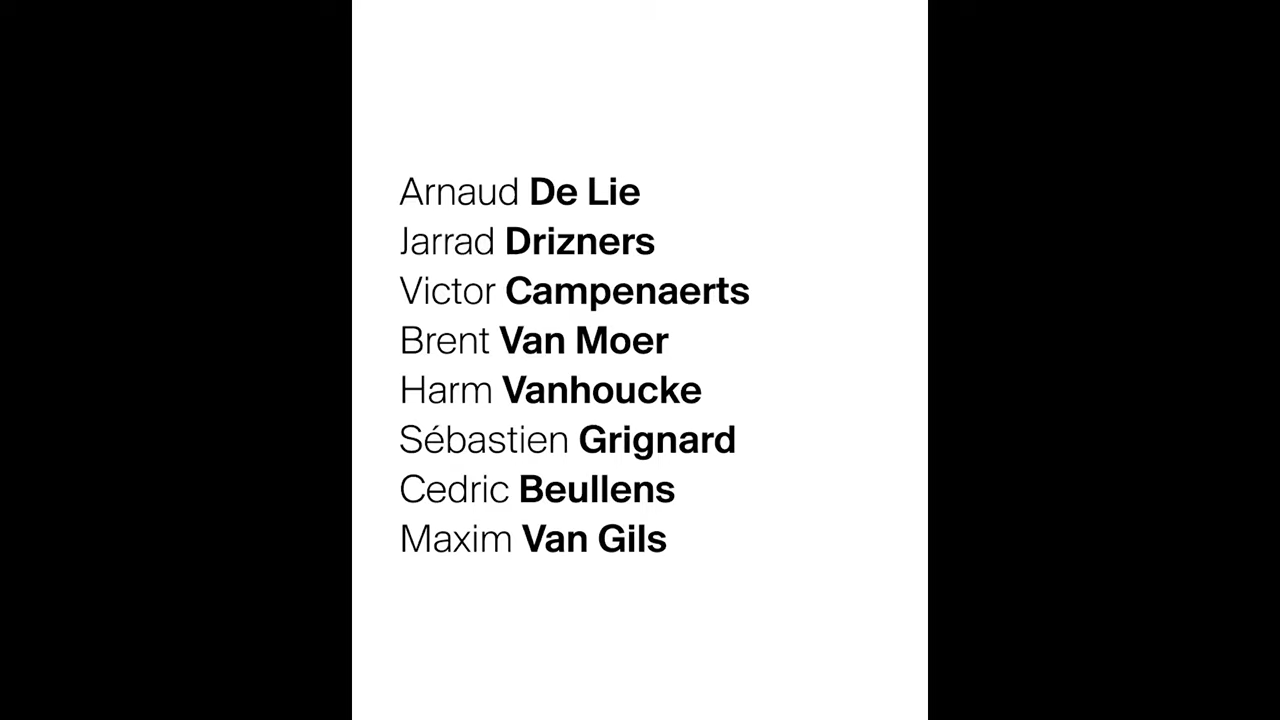 Arnaud De Lie
Jarrad Drizners
Victor Campenaerts
Brent Van Moer
Harm Vanhoucke
Sébastien Grignard
Cedric Beullens
Maxim Van Gils